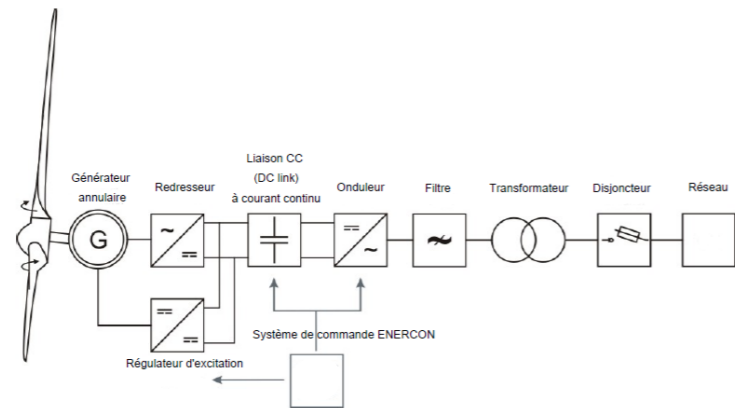 Générateur
annulaire
Redresseur
Liaison CC
(DC link)
à courant continu
Onduleur
Filtre
Transformateur
Disjoncteur
Réseau
G
Système de commande ENERCON
Régulateur d'excitation